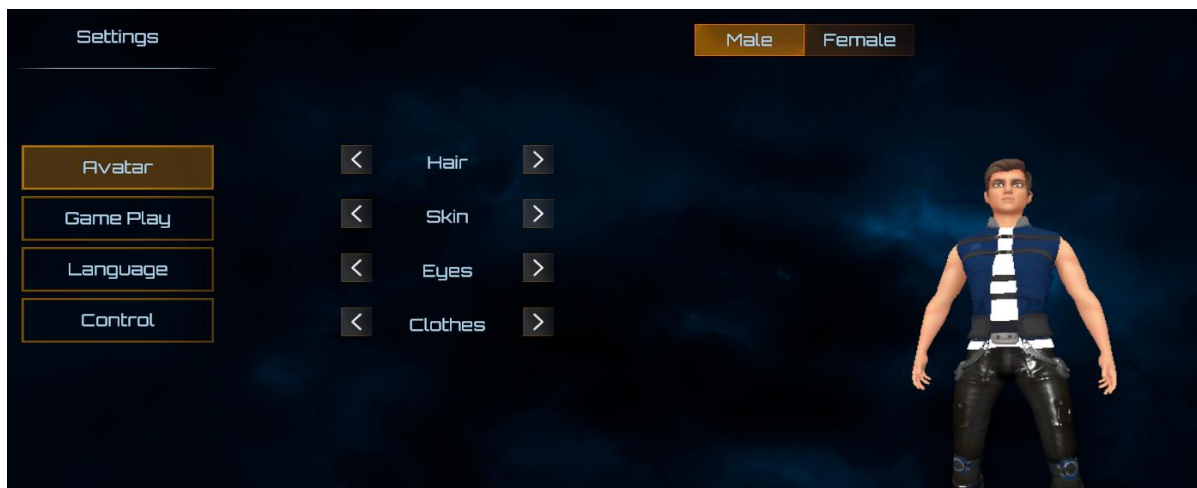 Settings
Male Female
Avatar
Game Play
Language
Control
< Hair >
< Skin >
< Eyes >
< Clothes >